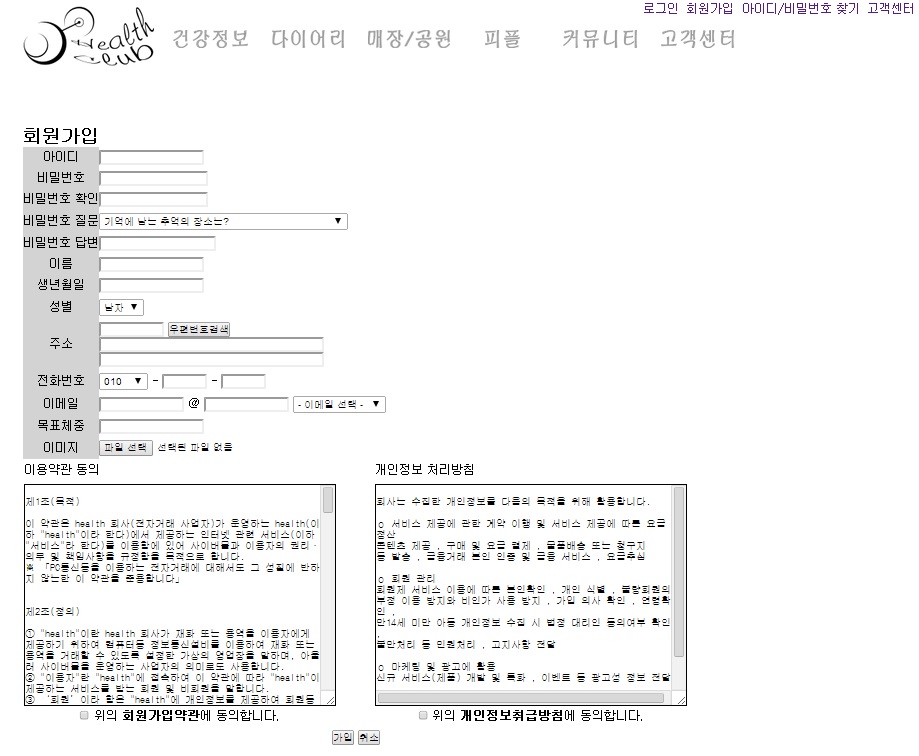 로그인 회원가입 아이디/비밀번호 찾기 고객센터
Health Club
건강정보 다이어리 매장/공원 피플 커뮤니티 고객센터
회원가입
아이디
비밀번호
비밀번호 확인
비밀번호 질문 기억에 남는 추억의 장소는?
비밀번호 답변
이름
생년월일
성별 남자
주소 우편번호검색
전화번호 010 - -
이메일 @ - 이메일 선택 -
목표체중
이미지 파일 선택 선택된 파일 없음
이용약관 동의
제1조(목적)
이 약관은 health 회사(전자거래 사업자)가 운영하는 health(이
하 "health"이라 한다)에서 제공하는 인터넷 관련 서비스(이하
"서비스"라 한다)를 이용함에 있어 사이버몰과 이용자의 권리·
의무 및 책임사항을 규정함을 목적으로 합니다.
※ 「PC통신등을 이용하는 전자거래에 대해서도 그 성질에 반하
지 않는한 이 약관을 준용합니다」
제2조(정의)
① "health"이란 health 회사가 재화 또는 용역을 이용자에게
제공하기 위하여 컴퓨터등 정보통신설비를 이용하여 재화 또는
용역을 거래할 수 있도록 설정한 가상의 영업장을 말하며, 아울
러 사이버몰을 운영하는 사업자의 의미로도 사용합니다.
② "이용자"란 "health"에 접속하여 이 약관에 따라 "health"이
제공하는 서비스를 받는 회원 및 비회원을 말합니다.
③ ‘회원’이라 함은 "health"에 개인정보를 제공하여 회원등
위의 회원가입약관에 동의합니다.
개인정보 처리방침
회사는 수집한 개인정보를 다음의 목적을 위해 활용합니다.
ο 서비스 제공에 관한 계약 이행 및 서비스 제공에 따른 요금
정산
콘텐츠 제공 , 구매 및 요금 결제 , 물품배송 또는 청구지
등 발송 , 금융거래 본인 인증 및 금융 서비스 , 요금추심
ο 회원 관리
회원제 서비스 이용에 따른 본인확인 , 개인 식별 , 불량회원의
부정 이용 방지와 비인가 사용 방지 , 가입 의사 확인 , 연령확
인 ,
만14세 미만 아동 개인정보 수집 시 법정 대리인 동의여부 확인
,
불만처리 등 민원처리 , 고지사항 전달
ο 마케팅 및 광고에 활용
신규 서비스(제품) 개발 및 특화 , 이벤트 등 광고성 정보 전달
위의 개인정보취급방침에 동의합니다.
가입 취소